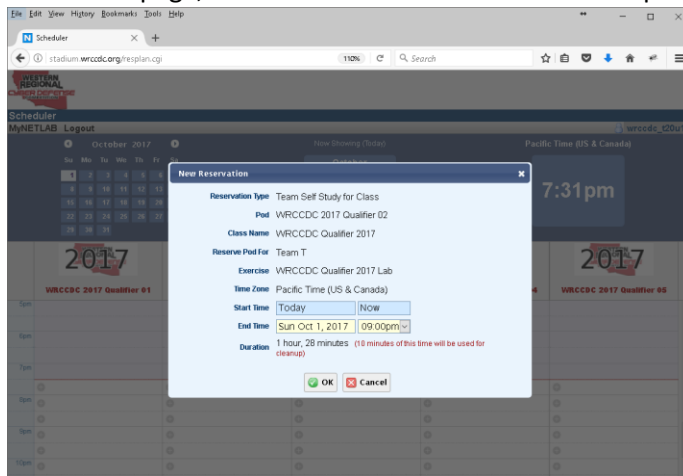 File Edit View History Bookmarks Tools Help
Scheduler
stadium.wrccdc.org/resplan.cgi 110% Search
WESTERN
REGIONAL
CYBER DEFENSE
Scheduler
MyNETLAB Logout wrccdc_t20u1
October 2017 Now Showing (Today) Pacific Time (US & Canada)
Su Mo Tu We Th Fr Sa
1 2 3 4 5 6
8 9 10 11 12 13
15 16 17 18 19 20
22 23 24 25 26 27
29 30 31
October
7:31pm
New Reservation
Reservation Type Team Self Study for Class
Pod WRCCDC 2017 Qualifier 02
Class Name WRCCDC Qualifier 2017
Reserve Pod For Team T
Exercise WRCCDC Qualifier 2017 Lab
Time Zone Pacific Time (US & Canada)
Start Time Today Now
End Time Sun Oct 1, 2017 09:00pm
Duration 1 hour, 28 minutes (10 minutes of this time will be used for
cleanup)
OK Cancel
2017 2017
WRCCDC 2017 Qualifier 01 4 WRCCDC 2017 Qualifier 05
5pm
6pm
7pm
8pm
9pm
10pm